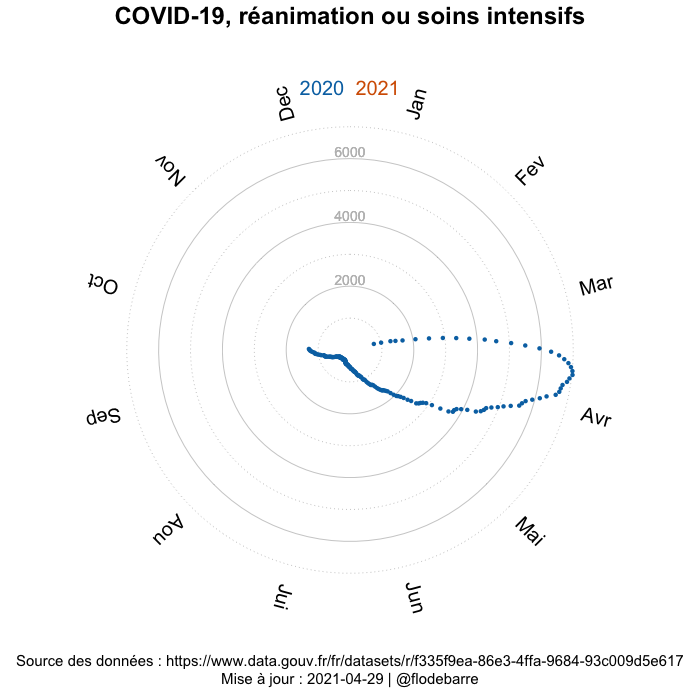 COVID-19, réanimation ou soins intensifs
2020 2021
Dec
Jan
Nov
Fev
6000
4000
Oct
Mar
2000
Sep
Avr
Aou
Mai
Jui
Jun
Source des données : https://www.data.gouv.fr/fr/datasets/r/f335f9ea-86e3-4ffa-9684-93c009d5e617
Mise à jour : 2021-04-29 | @flodebarre